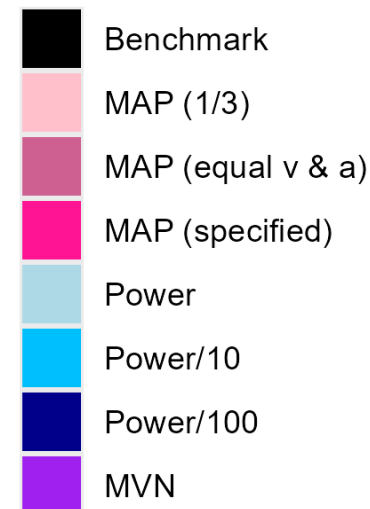 Benchmark
MAP (1/3)
MAP (equal v & a)
MAP (specified)
Power
Power/10
Power/100
MVN